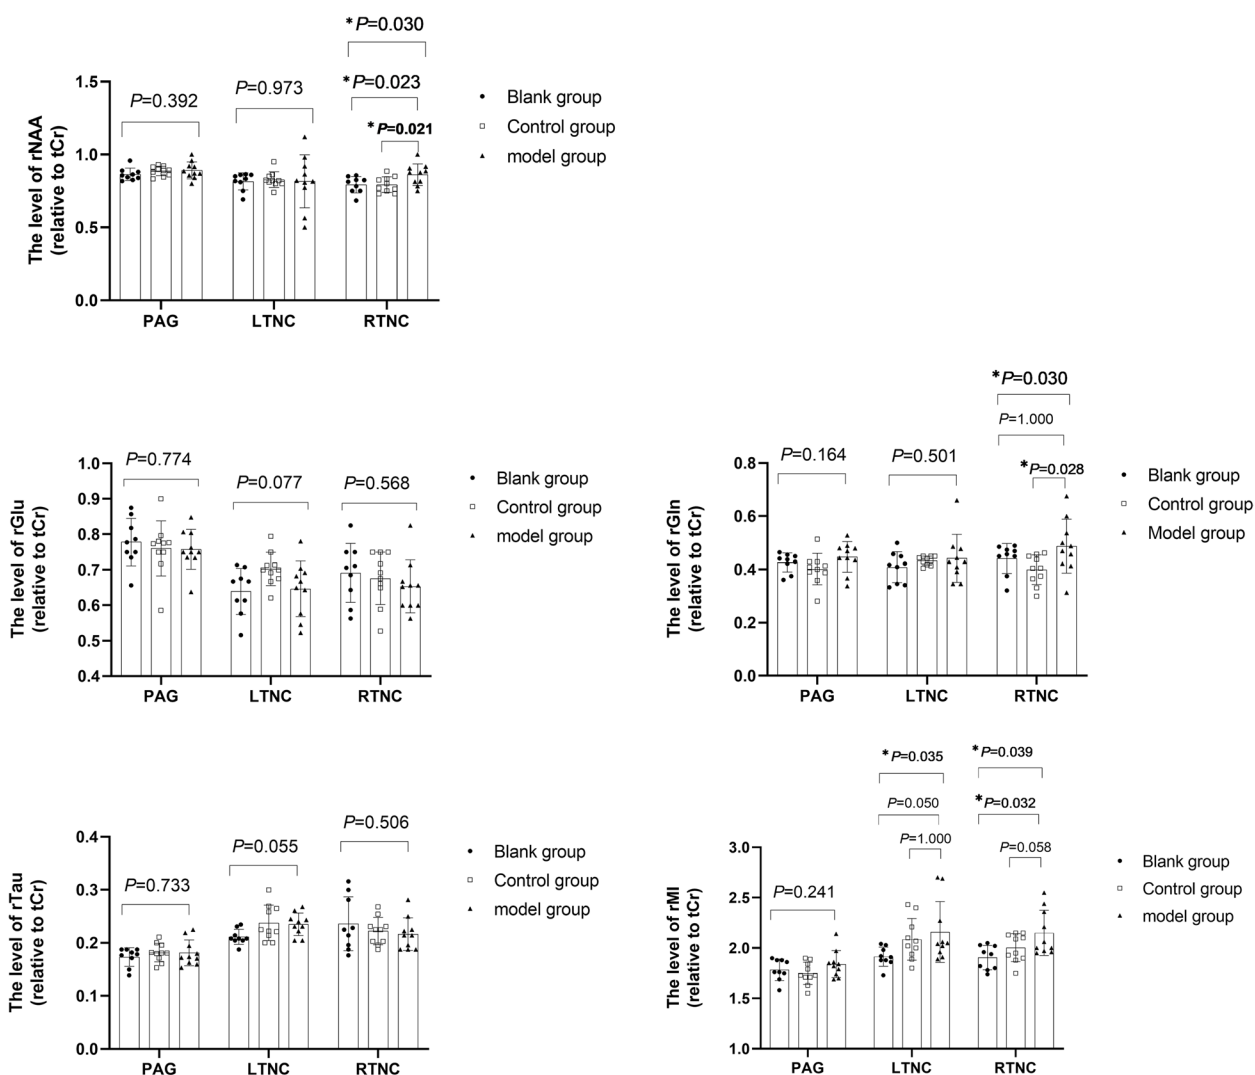 *P=0.030
*P=0.023
*P=0.021
P=0.392
P=0.973
The level of rNAA
(relative to tCr)
1.5
1.0
0.5
0.0
PAG
LTNC
RTNC
Blank group
Control group
model group
P=0.774
P=0.077
P=0.568
The level of rGlu
(relative to tCr)
1.0
0.9
0.8
0.7
0.6
0.5
0.4
PAG
LTNC
RTNC
Blank group
Control group
model group
*P=0.030
P=1.000
*P=0.028
P=0.164
P=0.501
The level of rGln
(relative to tCr)
0.8
0.6
0.4
0.2
0.0
PAG
LTNC
RTNC
Blank group
Control group
Model group
P=0.733
P=0.055
P=0.506
The level of rTau
(relative to tCr)
0.4
0.3
0.2
0.1
0.0
PAG
LTNC
RTNC
Blank group
Control group
model group
*P=0.035
P=0.050
P=1.000
*P=0.039
*P=0.032
P=0.058
P=0.241
The level of rMI
(relative to tCr)
3.0
2.5
2.0
1.5
1.0
PAG
LTNC
RTNC
Blank group
Control group
model group